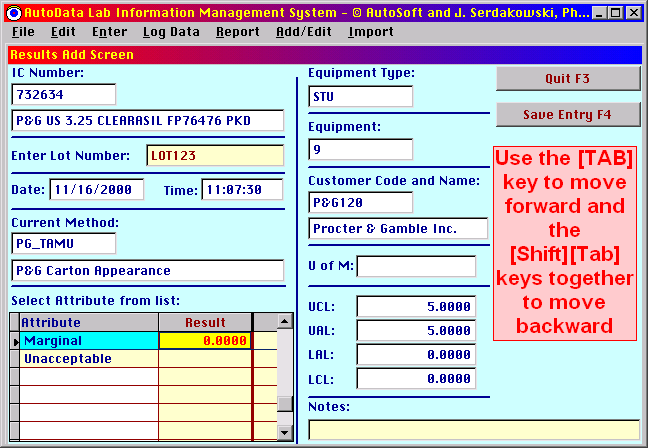 AutoData Lab Information Management System - © AutoSoft and J. Serdakowski, Ph...
File Edit Enter Log Data Report Add/Edit Import
Results Add Screen
IC Number:
732634
P&G US 3.25 CLEARASIL FP76476 PKD
Enter Lot Number: LOT123
Date: 11/16/2000 Time: 11:07:30
Current Method:
PG_TAMU
P&G Carton Appearance
Select Attribute from list:
Attribute Result
Marginal 0.0000
Unacceptable
Equipment Type:
STU
Equipment:
9
Customer Code and Name:
P&G120
Procter & Gamble Inc.
U of M:
UCL: 5.0000
UAL: 5.0000
LAL: 0.0000
LCL: 0.0000
Notes:
Quit F3
Save Entry F4
Use the [TAB]
key to move
forward and
the
[Shift][Tab]
keys together
to move
backward